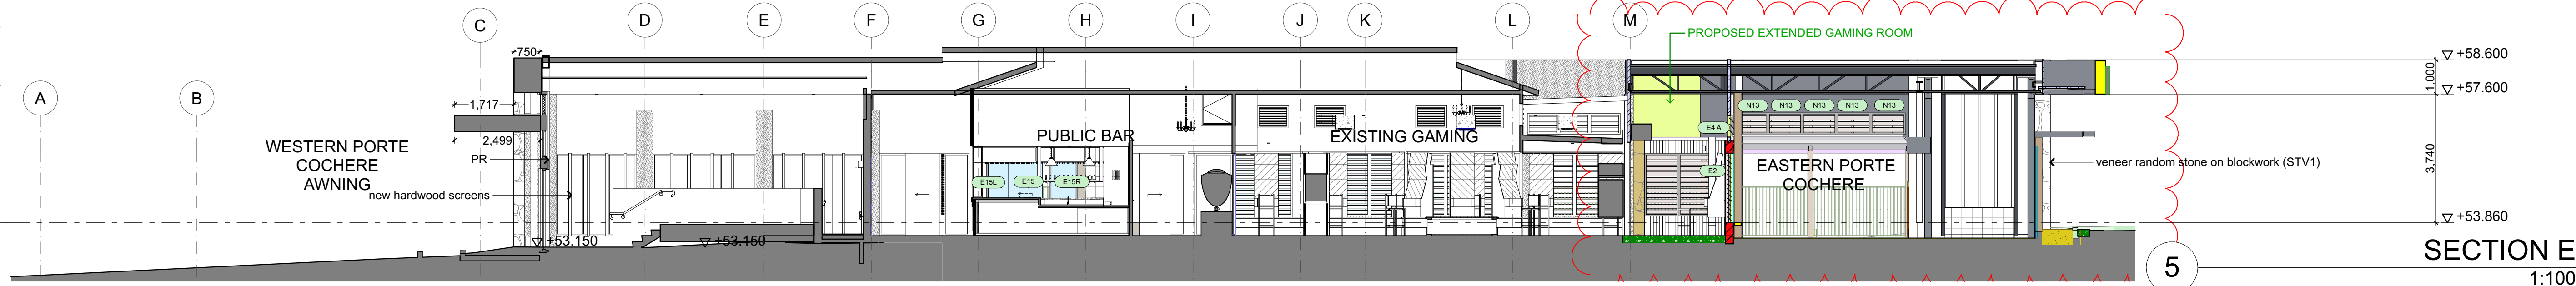 C
D
E
F
G
H
I
J
K
L
M
A
B
PROPOSED EXTENDED GAMING ROOM
750
+58.600
1,000
+57.600
1,717
N13
N13
N13
N13
N13
E4 A
2,499
PUBLIC BAR
EXISTING GAMING
WESTERN PORTE
COCHERE
AWNING
PR
new hardwood screens
E15L
E15
E15R
E2
EASTERN PORTE
COCHERE
veneer random stone on blockwork (STV1)
3,740
+53.860
+53.150
+53.150
SECTION E
5
1:100